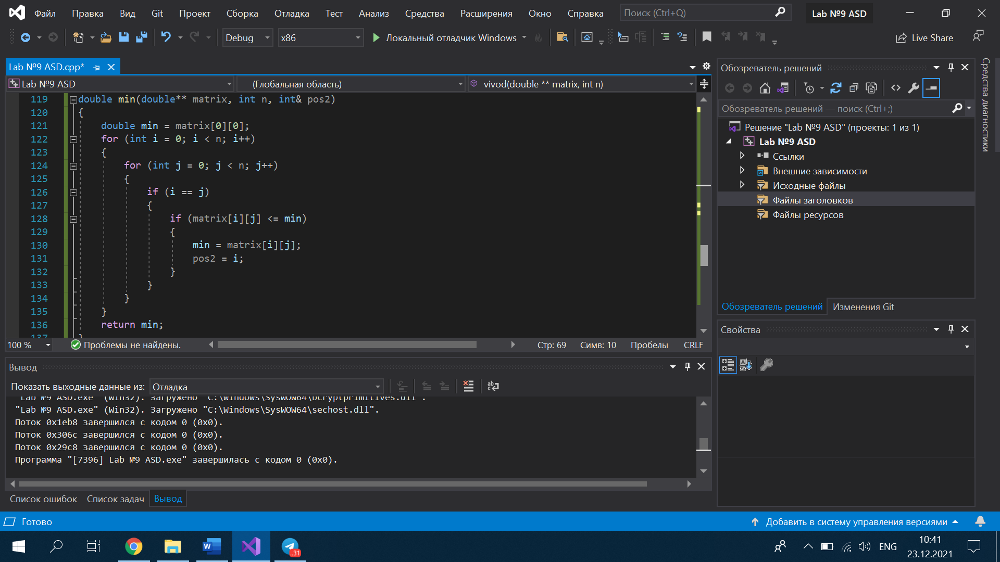 Файл Правка Вид Git Проект Сборка Отладка Тест Анализ Средства Расширения Окно Справка Поиск (Ctrl+Q) Lab №9 ASD
Debug x86 Локальный отладчик Windows Live Share
Lab №9 ASD.cpp*
Lab №9 ASD (Глобальная область) vivod(double ** matrix, int n)
119 double min(double** matrix, int n, int& pos2)
120 {
121 double min = matrix[0][0];
122 for (int i = 0; i < n; i++)
123 {
124 for (int j = 0; j < n; j++)
125 {
126 if (i == j)
127 {
128 if (matrix[i][j] <= min)
129 {
130 min = matrix[i][j];
131 pos2 = i;
132 }
133 }
134 }
135 }
136 return min;
137 }
100 % Проблемы не найдены. Стр: 69 Симв: 10 Пробелы CRLF
Вывод
Показать выходные данные из: Отладка
"Lab №9 ASD.exe" (Win32). Загружено "C:\Windows\SysWOW64\bcryptprimitives.dll".
"Lab №9 ASD.exe" (Win32). Загружено "C:\Windows\SysWOW64\sechost.dll".
Поток 0x1eb8 завершился с кодом 0 (0x0).
Поток 0x306c завершился с кодом 0 (0x0).
Поток 0x29c8 завершился с кодом 0 (0x0).
Программа "[7396] Lab №9 ASD.exe" завершилась с кодом 0 (0x0).
Список ошибок Список задач Вывод
Обозреватель решений
Обозреватель решений — поиск (Ctrl+;)
Решение "Lab №9 ASD" (проекты: 1 из 1)
Lab №9 ASD
Ссылки
Внешние зависимости
Исходные файлы
Файлы заголовков
Файлы ресурсов
Обозреватель решений Изменения Git
Свойства
Средства диагностики
Готово Добавить в систему управления версиями
..31
ENG
10:41
23.12.2021